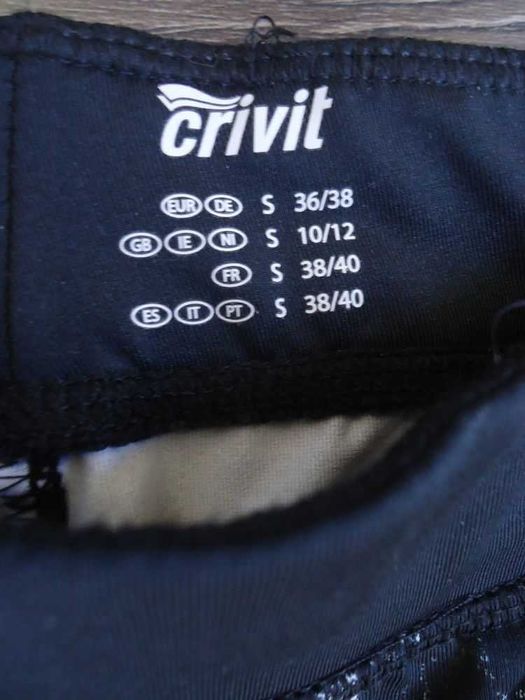 crivit
EUR DE S 36/38
GB IE NI S 10/12
FR S 38/40
ES IT PT S 38/40